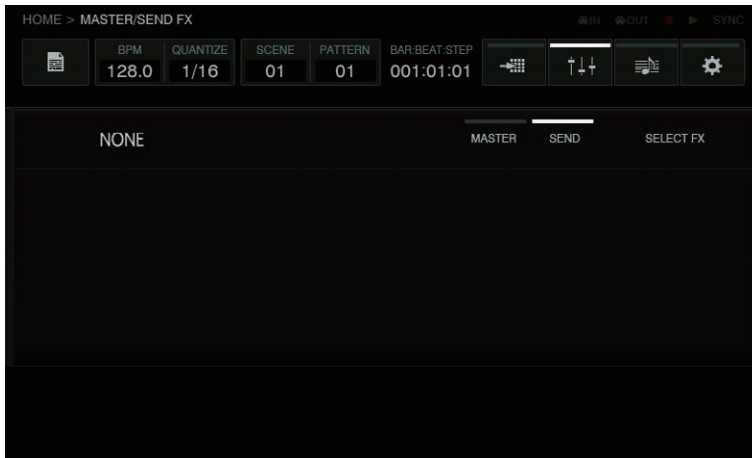 HOME > MASTER/SEND FX IN OUT SYNC
BPM QUANTIZE SCENE PATTERN BAR:BEAT:STEP
128.0 1/16 01 01 001:01:01
NONE MASTER SEND SELECT FX